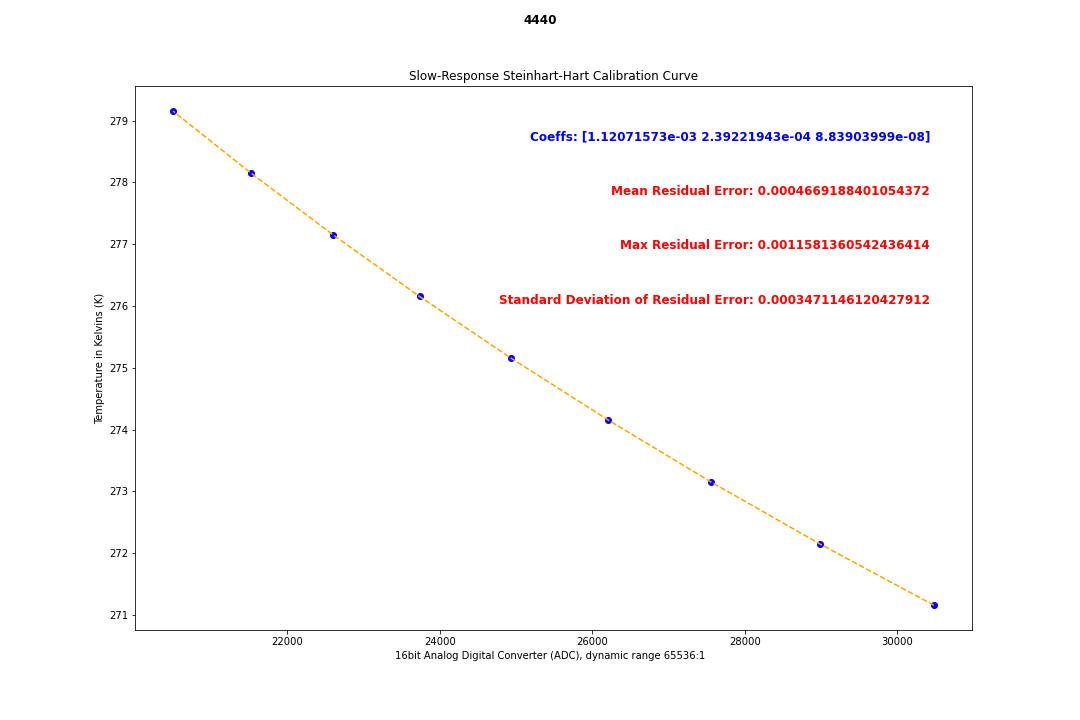 4440
Slow-Response Steinhart-Hart Calibration Curve
Coeffs: [1.12071573e-03 2.39221943e-04 8.83903999e-08]
Mean Residual Error: 0.0004669188401054372
Max Residual Error: 0.0011581360542436414
Standard Deviation of Residual Error: 0.0003471146120427912
Temperature in Kelvins (K)
279
278
277
276
275
274
273
272
271
22000 24000 26000 28000 30000
16bit Analog Digital Converter (ADC), dynamic range 65536:1